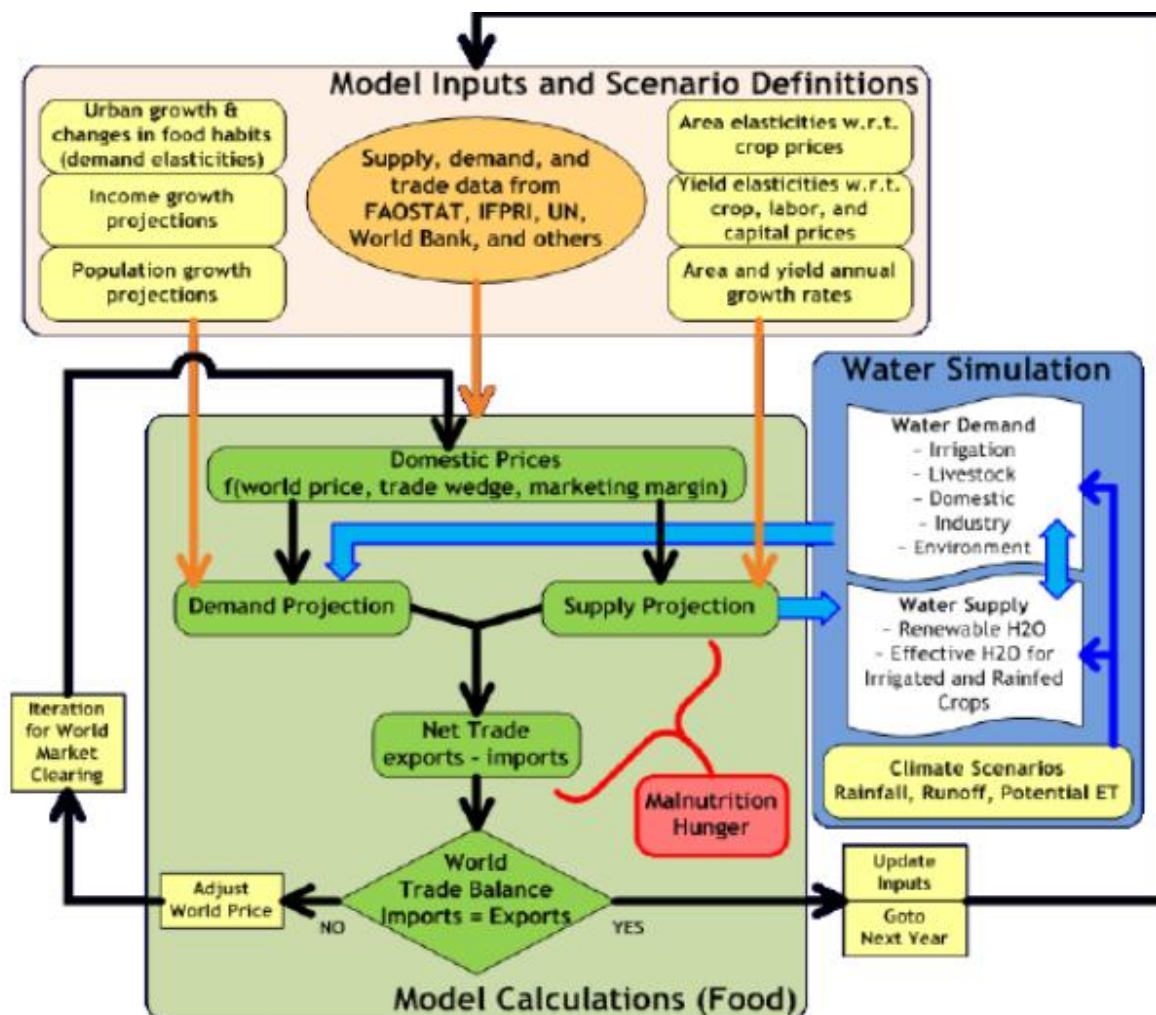 Model Inputs and Scenario Definitions
Urban growth &
changes in food habits
(demand elasticities)
Income growth
projections
Population growth
projections
Supply, demand, and
trade data from
FAOSTAT, IFPRI, UN,
World Bank, and others
Area elasticities w.r.t.
crop prices
Yield elasticities w.r.t.
crop, labor, and
capital prices
Area and yield annual
growth rates
Water Simulation
Water Demand
- Irrigation
- Livestock
- Domestic
- Industry
- Environment
Water Supply
- Renewable H2O
- Effective H2O for
Irrigated and Rainfed
Crops
Climate Scenarios
Rainfall, Runoff, Potential ET
Domestic Prices
f(world price, trade wedge, marketing margin)
Demand Projection
Supply Projection
Net Trade
exports - imports
Malnutrition
Hunger
World
Trade Balance
Imports = Exports
NO
YES
Adjust
World Price
Iteration
for World
Market
Clearing
Update
Inputs
Goto
Next Year
Model Calculations (Food)